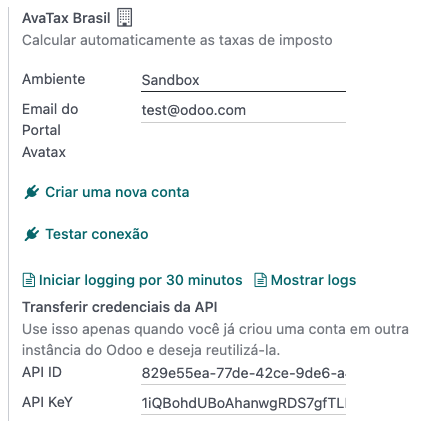 AvaTax Brasil
Calcular automaticamente as taxas de imposto
Ambiente Sandbox
Email do test@odoo.com
Portal
Avatax
Criar uma nova conta
Testar conexão
Iniciar logging por 30 minutos Mostrar logs
Transferir credenciais da API
Use isso apenas quando você já criou uma conta em outra
instância do Odoo e deseja reutilizá-la.
API ID 829e55ea-77de-42ce-9de6-a
API KeY 1iQBohdUBoAhanwgRDS7gfTL